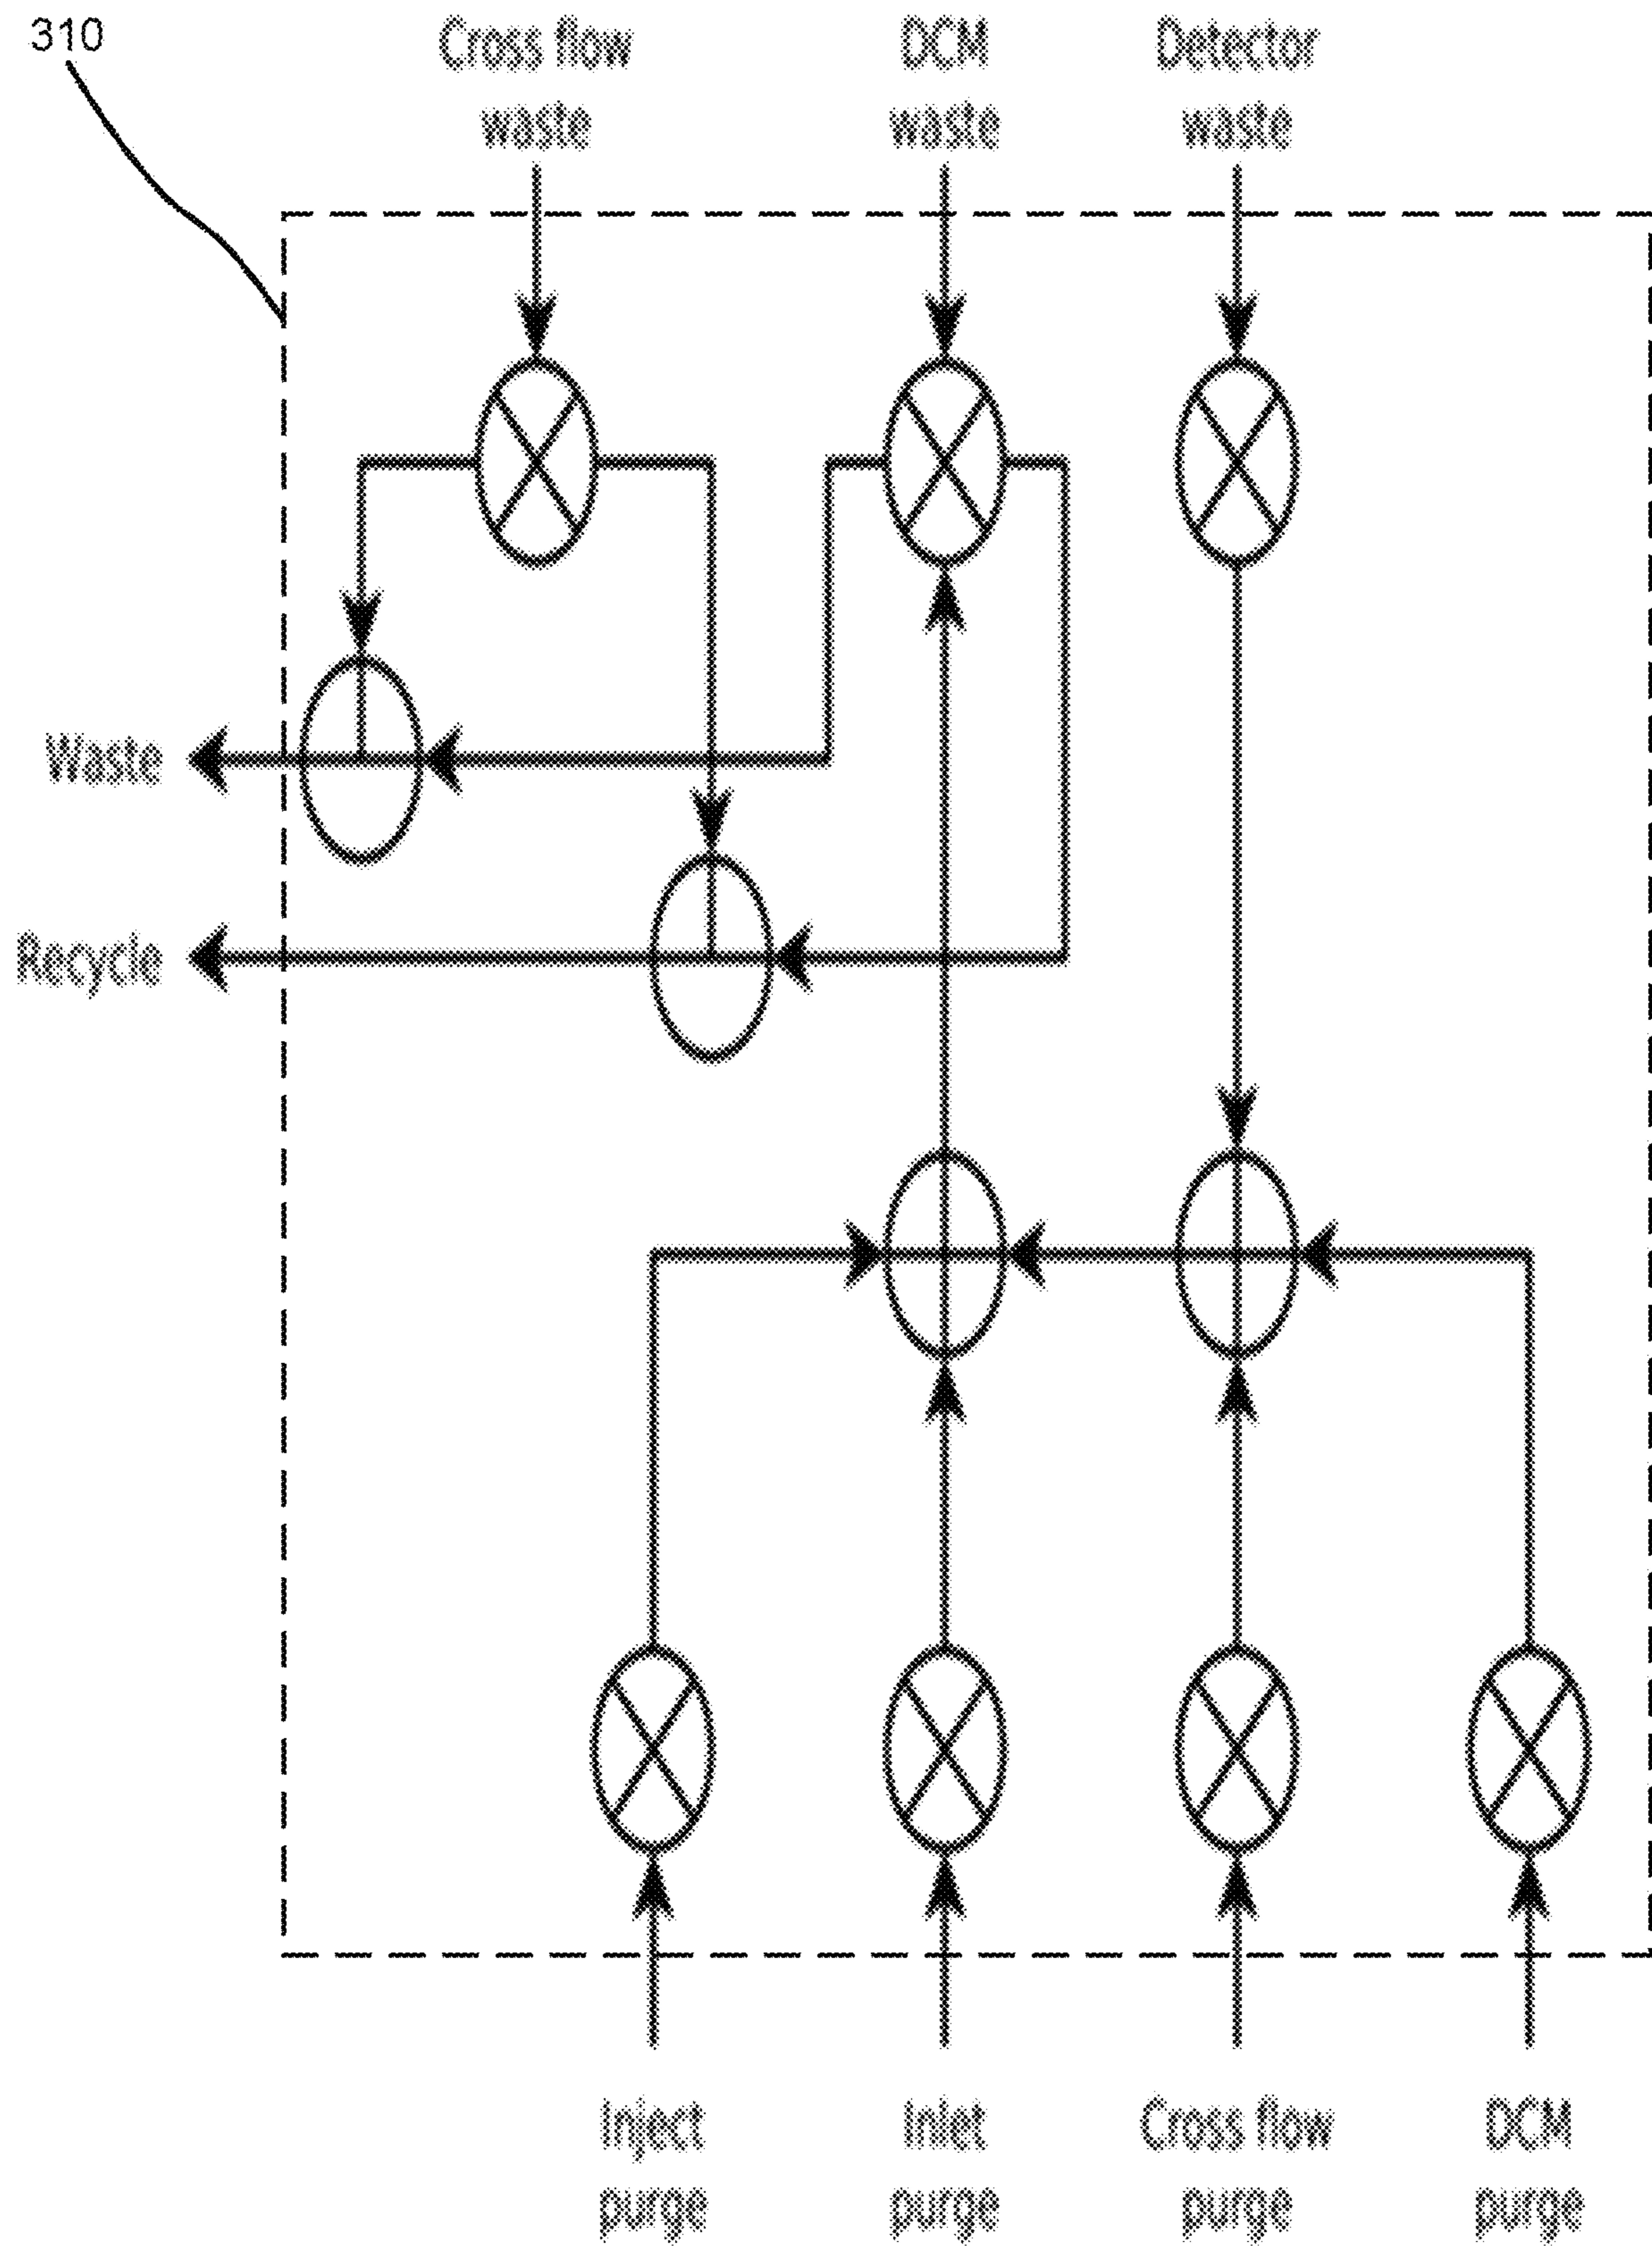 310
Cross flow
waste
DCM
waste
Detector
waste
Waste
Recycle
Inject
purge
Inlet
purge
Cross flow
purge
DCM
purge